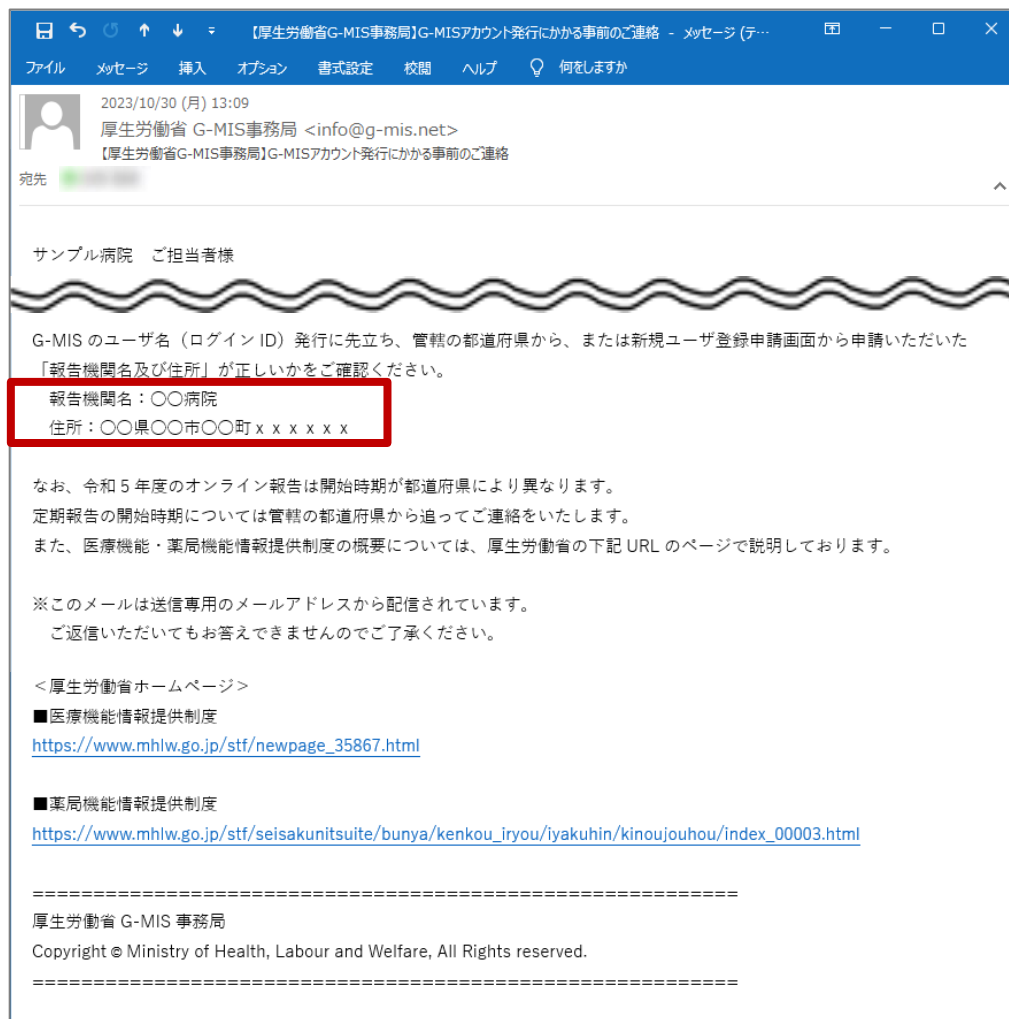 【厚生労働省G-MIS事務局】G-MISアカウント発行にかかる事前のご連絡 - メッセージ (テ…
ファイル メッセージ 挿入 オプション 書式設定 校閲 ヘルプ 何をしますか
2023/10/30 (月) 13:09
厚生労働省 G-MIS事務局 <info@g-mis.net>
【厚生労働省G-MIS事務局】G-MISアカウント発行にかかる事前のご連絡
宛先
サンプル病院 ご担当者様
G-MIS のユーザ名（ログイン ID）発行に先立ち、管轄の都道府県から、または新規ユーザ登録申請画面から申請いただいた
「報告機関名及び住所」が正しいかをご確認ください。
報告機関名：〇〇病院
住所：〇〇県〇〇市〇〇町ｘｘｘｘｘｘ
なお、令和５年度のオンライン報告は開始時期が都道府県により異なります。
定期報告の開始時期については管轄の都道府県から追ってご連絡をいたします。
また、医療機能・薬局機能情報提供制度の概要については、厚生労働省の下記 URL のページで説明しております。
※このメールは送信専用のメールアドレスから配信されています。
ご返信いただいてもお答えできませんのでご了承ください。
＜厚生労働省ホームページ＞
■医療機能情報提供制度
https://www.mhlw.go.jp/stf/newpage_35867.html
■薬局機能情報提供制度
https://www.mhlw.go.jp/stf/seisakunitsuite/bunya/kenkou_iryou/iyakuhin/kinoujouhou/index_00003.html
==========================================================
厚生労働省 G-MIS 事務局
Copyright © Ministry of Health, Labour and Welfare, All Rights reserved.
==========================================================